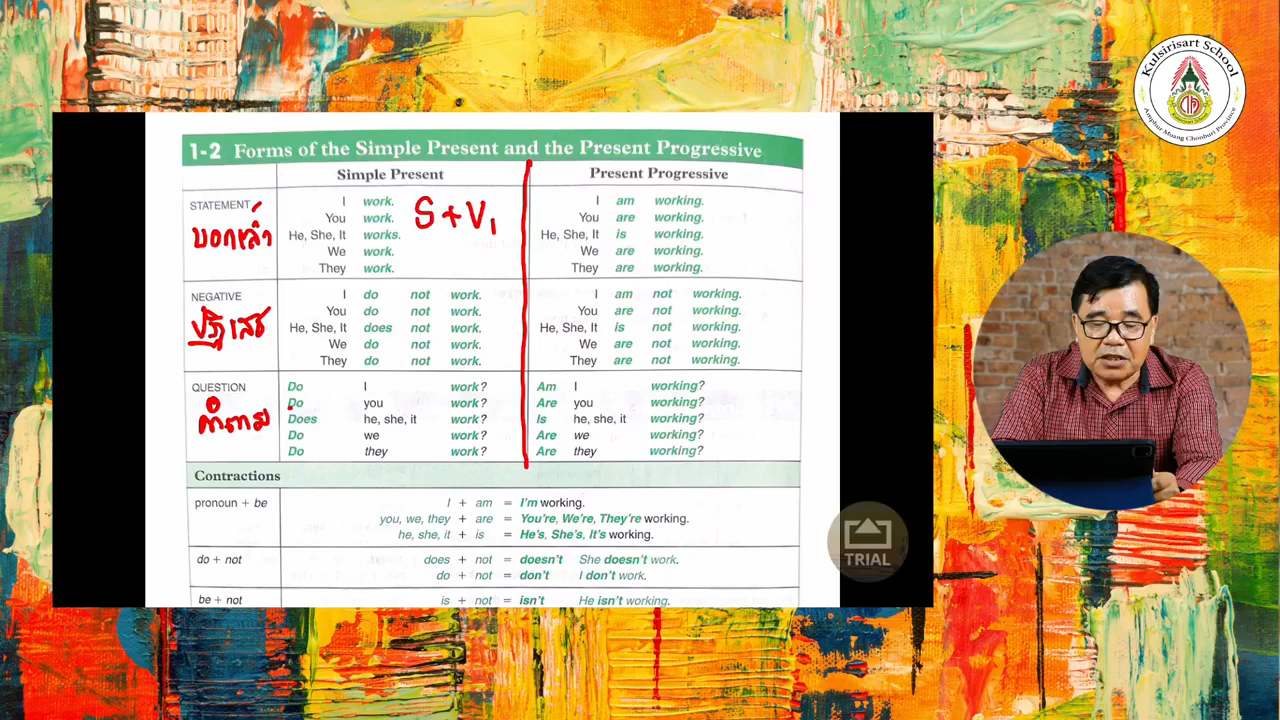 Kulsirisart School
Amphur Muang Chonburi Province
1-2 Forms of the Simple Present and the Present Progressive
Simple Present Present Progressive
STATEMENT
บอกเล่า
I work.
You work.
He, She, It works.
We work.
They work.
S + V1
I am working.
You are working.
He, She, It is working.
We are working.
They are working.
NEGATIVE
ปฏิเสธ
I do not work.
You do not work.
He, She, It does not work.
We do not work.
They do not work.
I am not working.
You are not working.
He, She, It is not working.
We are not working.
They are not working.
QUESTION
คำถาม
Do I work?
Do you work?
Does he, she, it work?
Do we work?
Do they work?
Am I working?
Are you working?
Is he, she, it working?
Are we working?
Are they working?
Contractions
pronoun + be I + am = I'm working.
you, we, they + are = You're, We're, They're working.
he, she, it + is = He's, She's, It's working.
do + not does + not = doesn't She doesn't work.
do + not = don't I don't work.
be + not is + not = isn't He isn't working.
TRIAL